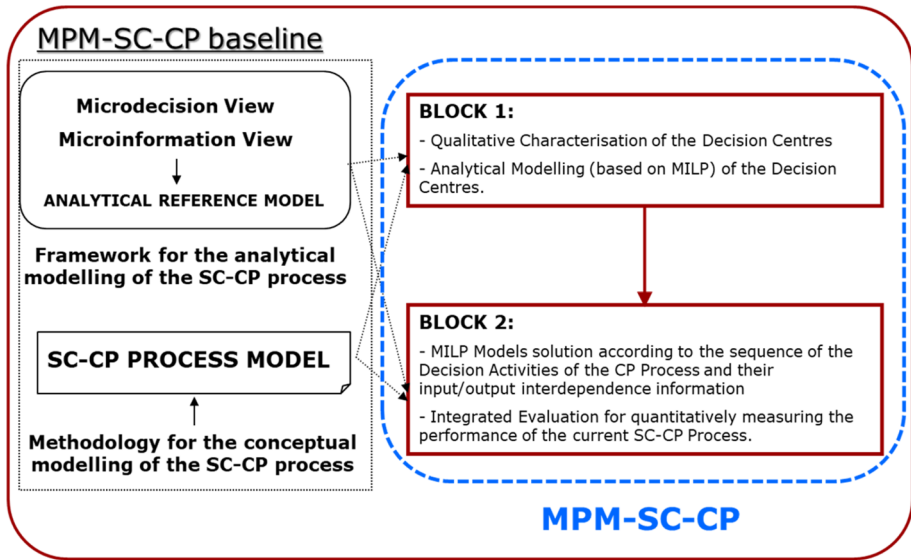 MPM-SC-CP baseline
Microdecision View
Microinformation View
ANALYTICAL REFERENCE MODEL
Framework for the analytical
modelling of the SC-CP process
SC-CP PROCESS MODEL
Methodology for the conceptual
modelling of the SC-CP process
BLOCK 1:
- Qualitative Characterisation of the Decision Centres
- Analytical Modelling (based on MILP) of the Decision
Centres.
BLOCK 2:
- MILP Models solution according to the sequence of the
Decision Activities of the CP Process and their
input/output interdependence information
- Integrated Evaluation for quantitatively measuring the
performance of the current SC-CP Process.
MPM-SC-CP